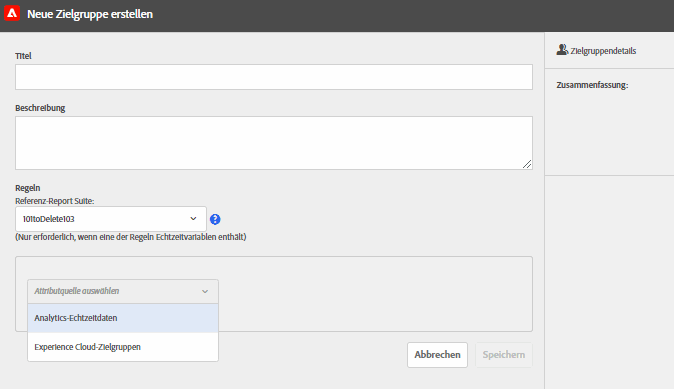 Neue Zielgruppe erstellen
Zielgruppendetails
Titel
Zusammenfassung:
Beschreibung
Regeln
Referenz-Report Suite:
101toDelete103
?
(Nur erforderlich, wenn eine der Regeln Echtzeitvariablen enthält)
Attributquelle auswählen
Analytics-Echtzeitdaten
Experience Cloud-Zielgruppen
Abbrechen
Speichern